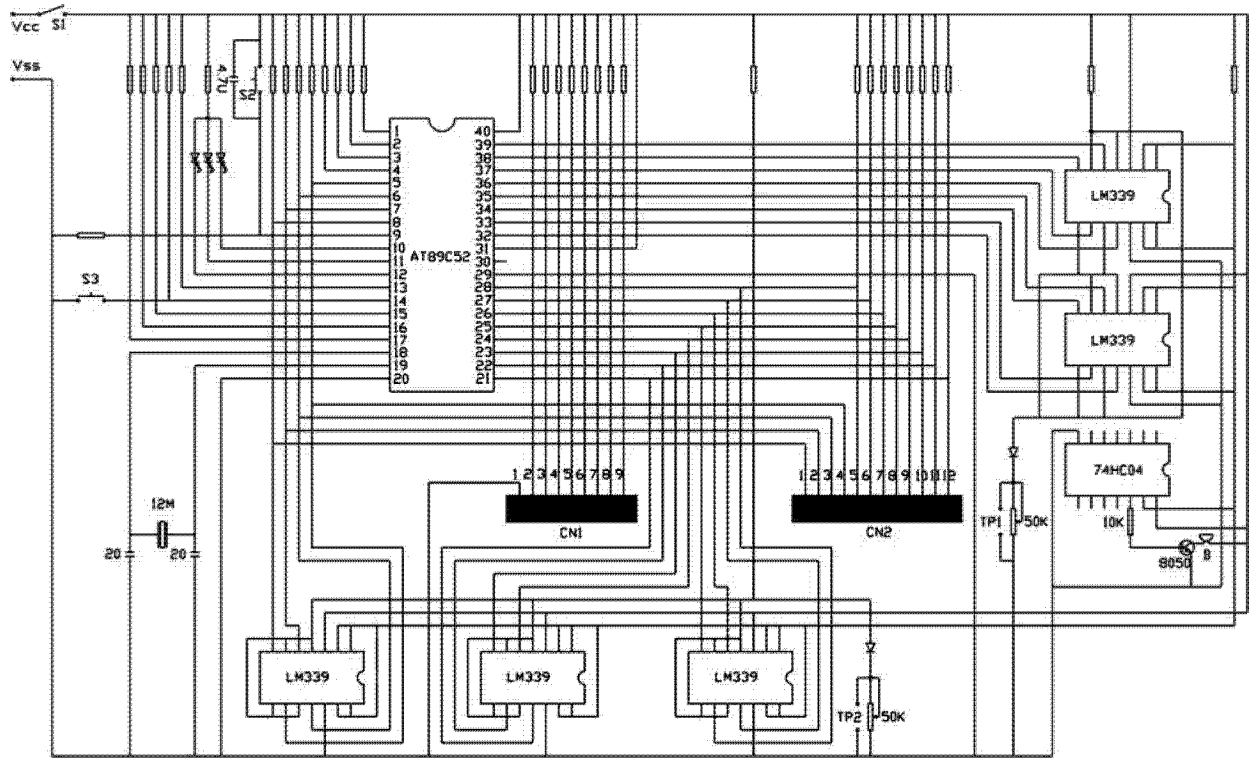 Vcc S1
Vss
4.7U
S2
1 40
2 39
3 38
4 37
5 36
6 35
7 34
8 33
9 32
10 31
11 30
12 29
13 28
14 27
15 26
16 25
17 24
18 23
19 22
20 21
AT89C52
LM339
LM339
S3
74HC04
1 2 3 4 5 6 7 8 9
CN1
1 2 3 4 5 6 7 8 9 10 11 12
CN2
12M
20 20
TP1 50K
10K
8050 B
LM339 LM339 LM339
TP2 50K